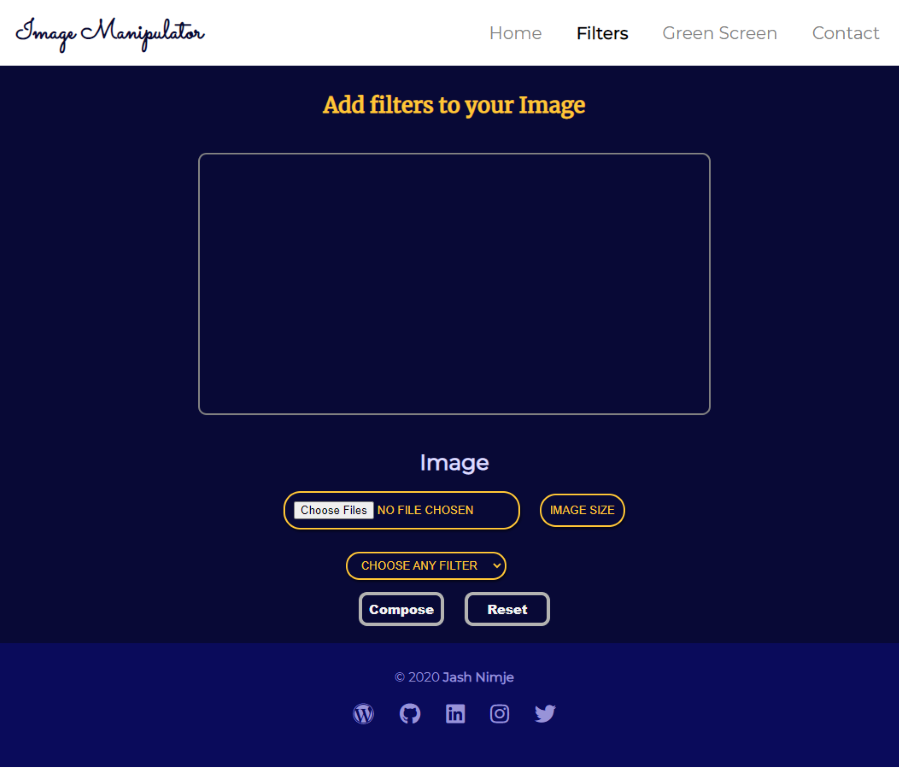 Image Manipulator Home Filters Green Screen Contact
Add filters to your Image
Image
Choose Files NO FILE CHOSEN IMAGE SIZE
CHOOSE ANY FILTER
Compose Reset
© 2020 Jash Nimje